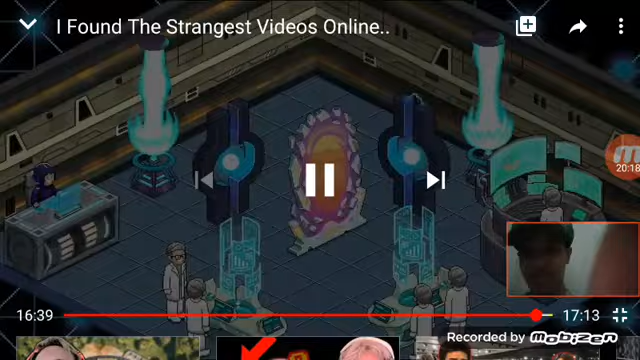 I Found The Strangest Videos Online..
20:18
16:39
17:13
Recorded by Mobizen